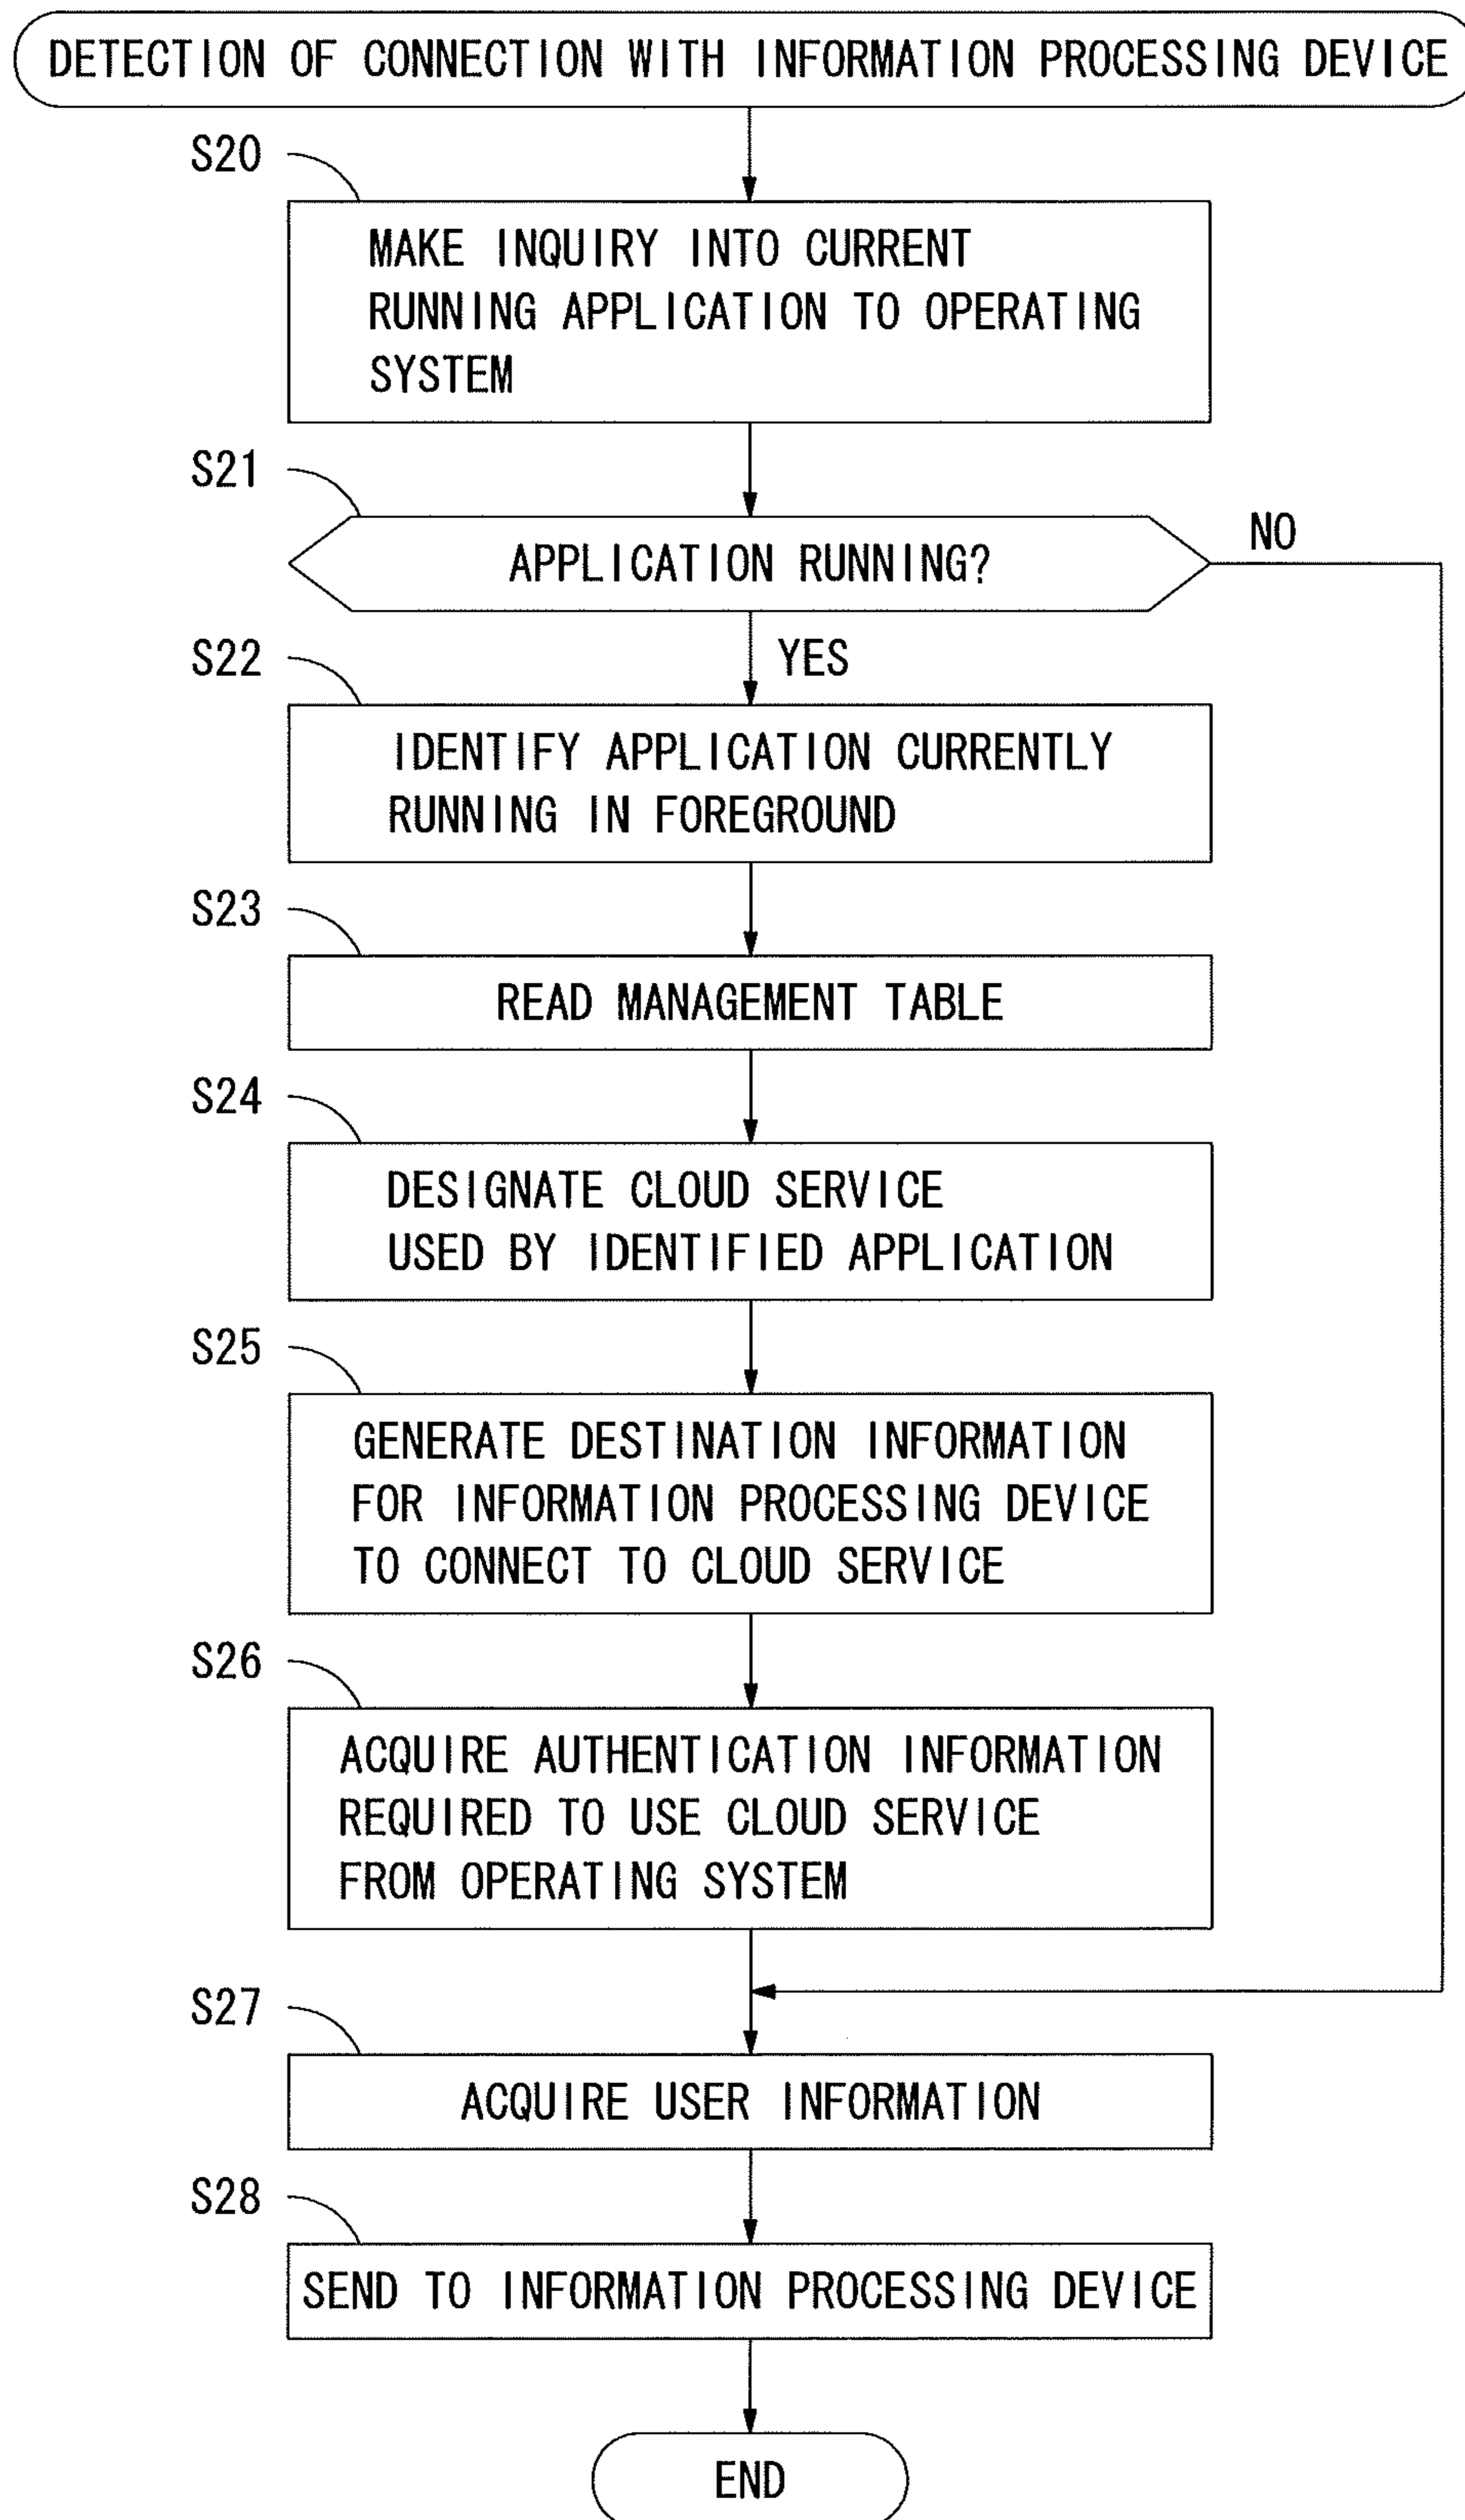 DETECTION OF CONNECTION WITH INFORMATION PROCESSING DEVICE
S20
MAKE INQUIRY INTO CURRENT
RUNNING APPLICATION TO OPERATING
SYSTEM
S21
APPLICATION RUNNING?
NO
YES
S22
IDENTIFY APPLICATION CURRENTLY
RUNNING IN FOREGROUND
S23
READ MANAGEMENT TABLE
S24
DESIGNATE CLOUD SERVICE
USED BY IDENTIFIED APPLICATION
S25
GENERATE DESTINATION INFORMATION
FOR INFORMATION PROCESSING DEVICE
TO CONNECT TO CLOUD SERVICE
S26
ACQUIRE AUTHENTICATION INFORMATION
REQUIRED TO USE CLOUD SERVICE
FROM OPERATING SYSTEM
S27
ACQUIRE USER INFORMATION
S28
SEND TO INFORMATION PROCESSING DEVICE
END